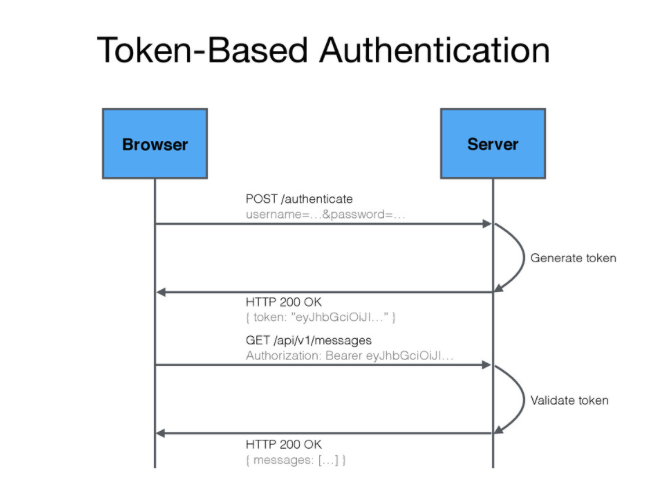 Token-Based Authentication
Browser
Server
POST /authenticate
username=...&password=...
Generate token
HTTP 200 OK
{ token: "eyJhbGciOiJI..." }
GET /api/v1/messages
Authorization: Bearer eyJhbGciOiJI...
Validate token
HTTP 200 OK
{ messages: [...] }